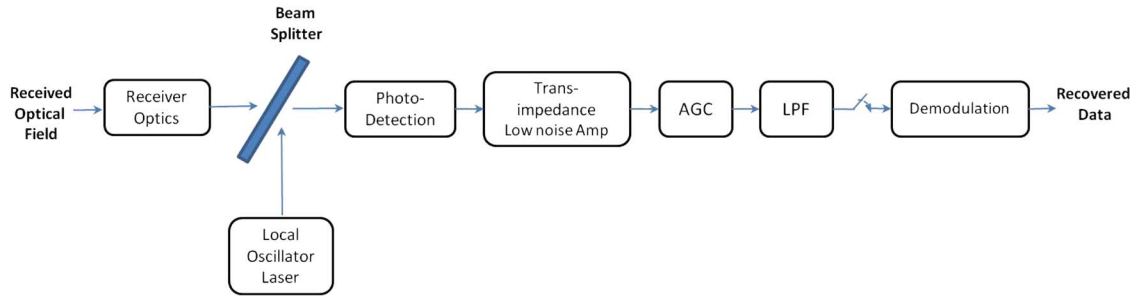 Beam
Splitter
Received
Optical
Field
Receiver
Optics
Photo-
Detection
Trans-
impedance
Low noise Amp
AGC
LPF
Demodulation
Recovered
Data
Local
Oscillator
Laser